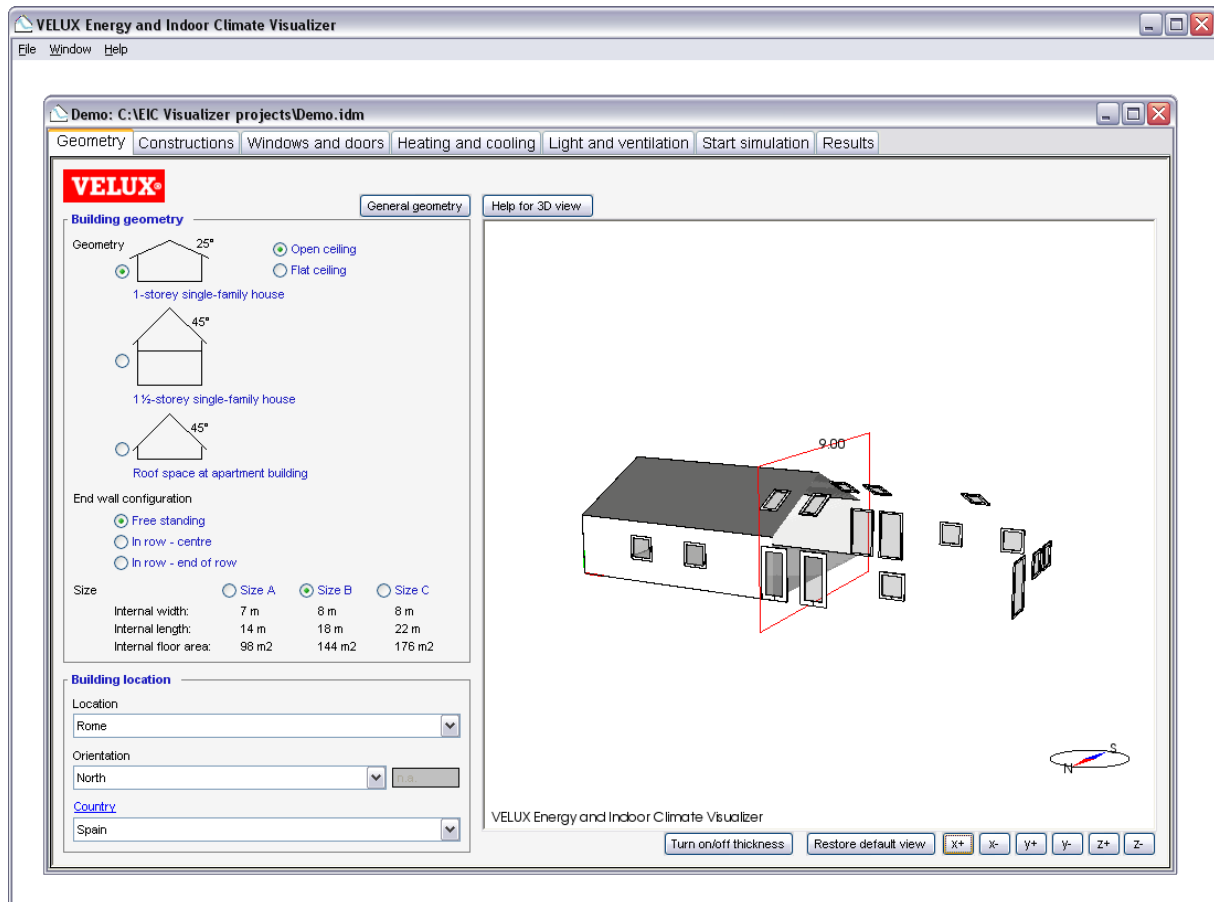 VELUX Energy and Indoor Climate Visualizer
File Window Help
Demo: C:\EIC Visualizer projects\Demo.idm
Geometry Constructions Windows and doors Heating and cooling Light and ventilation Start simulation Results
VELUX®
General geometry Help for 3D view
Building geometry
Geometry 25° Open ceiling
Flat ceiling
1-storey single-family house
45°
1½-storey single-family house
45°
Roof space at apartment building
End wall configuration
Free standing
In row - centre
In row - end of row
Size Size A Size B Size C
Internal width: 7 m 8 m 8 m
Internal length: 14 m 18 m 22 m
Internal floor area: 98 m2 144 m2 176 m2
Building location
Location
Rome
Orientation
North n.a.
Country
Spain
9.00
N S
VELUX Energy and Indoor Climate Visualizer
Turn on/off thickness Restore default view x+ x- y+ y- z+ z-